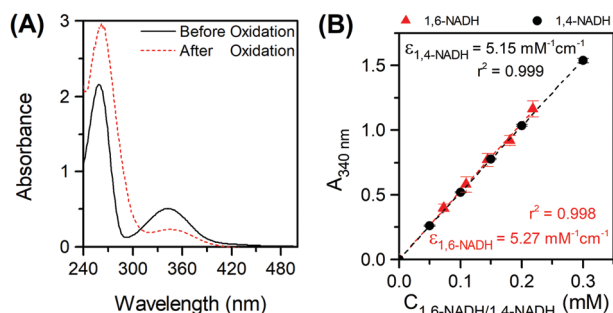 (A)
Before Oxidation
After Oxidation
Absorbance
3
2
1
0
240 300 360 420 480
Wavelength (nm)
(B)
1,6-NADH 1,4-NADH
ε1,4-NADH = 5.15 mM⁻¹cm⁻¹
r² = 0.999
A340 nm
1.5
1.0
0.5
0.0
r² = 0.998
ε1,6-NADH = 5.27 mM⁻¹cm⁻¹
0.0 0.1 0.2 0.3
C1,6-NADH/1,4-NADH (mM)